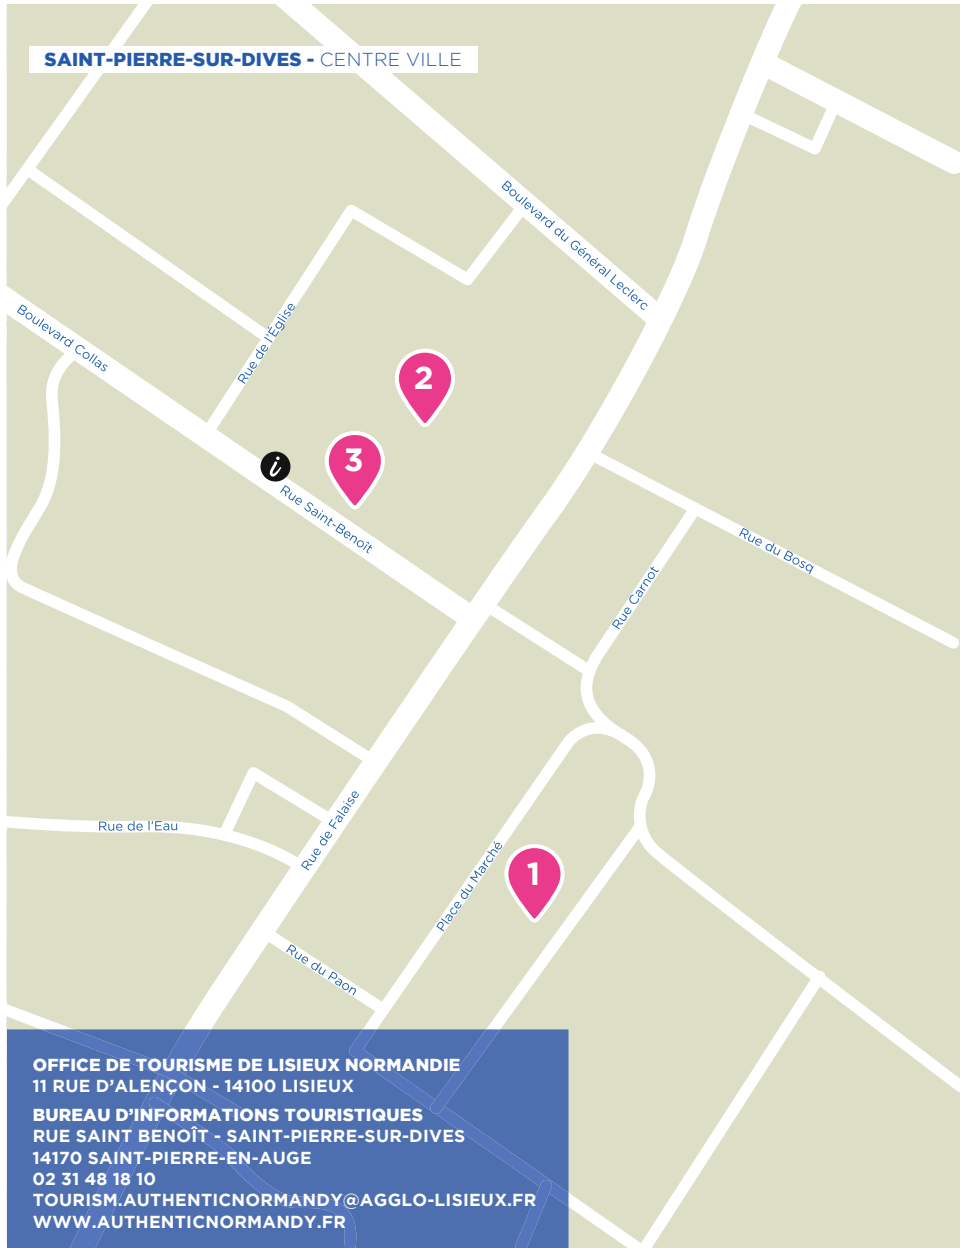 SAINT-PIERRE-SUR-DIVES - CENTRE VILLE
Boulevard du Général Leclerc
Boulevard Collas
Rue de l'Église
2
3
i
Rue Saint-Benoît
Rue du Bosq
Rue Carnot
Rue de l'Eau
Rue de Falaise
Place du Marché
1
Rue du Paon
OFFICE DE TOURISME DE LISIEUX NORMANDIE
11 RUE D'ALENÇON - 14100 LISIEUX
BUREAU D'INFORMATIONS TOURISTIQUES
RUE SAINT BENOÎT - SAINT-PIERRE-SUR-DIVES
14170 SAINT-PIERRE-EN-AUGE
02 31 48 18 10
TOURISM.AUTHENTICNORMANDY@AGGLO-LISIEUX.FR
WWW.AUTHENTICNORMANDY.FR